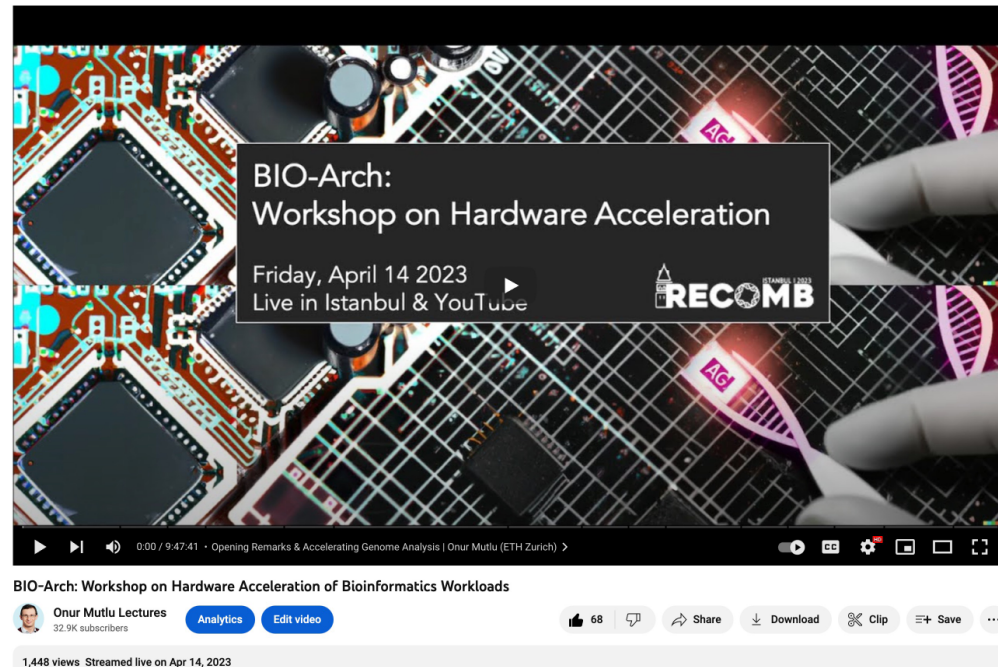 AG
BIO-Arch:
Workshop on Hardware Acceleration
Friday, April 14 2023
Live in Istanbul & YouTube
ISTANBUL | 2023
RECOMB
AG
0:00 / 9:47:41 • Opening Remarks & Accelerating Genome Analysis | Onur Mutlu (ETH Zurich)
CC
HD
BIO-Arch: Workshop on Hardware Acceleration of Bioinformatics Workloads
Onur Mutlu Lectures
32.9K subscribers
Analytics
Edit video
68
Share
Download
Clip
Save
1,448 views Streamed live on Apr 14, 2023